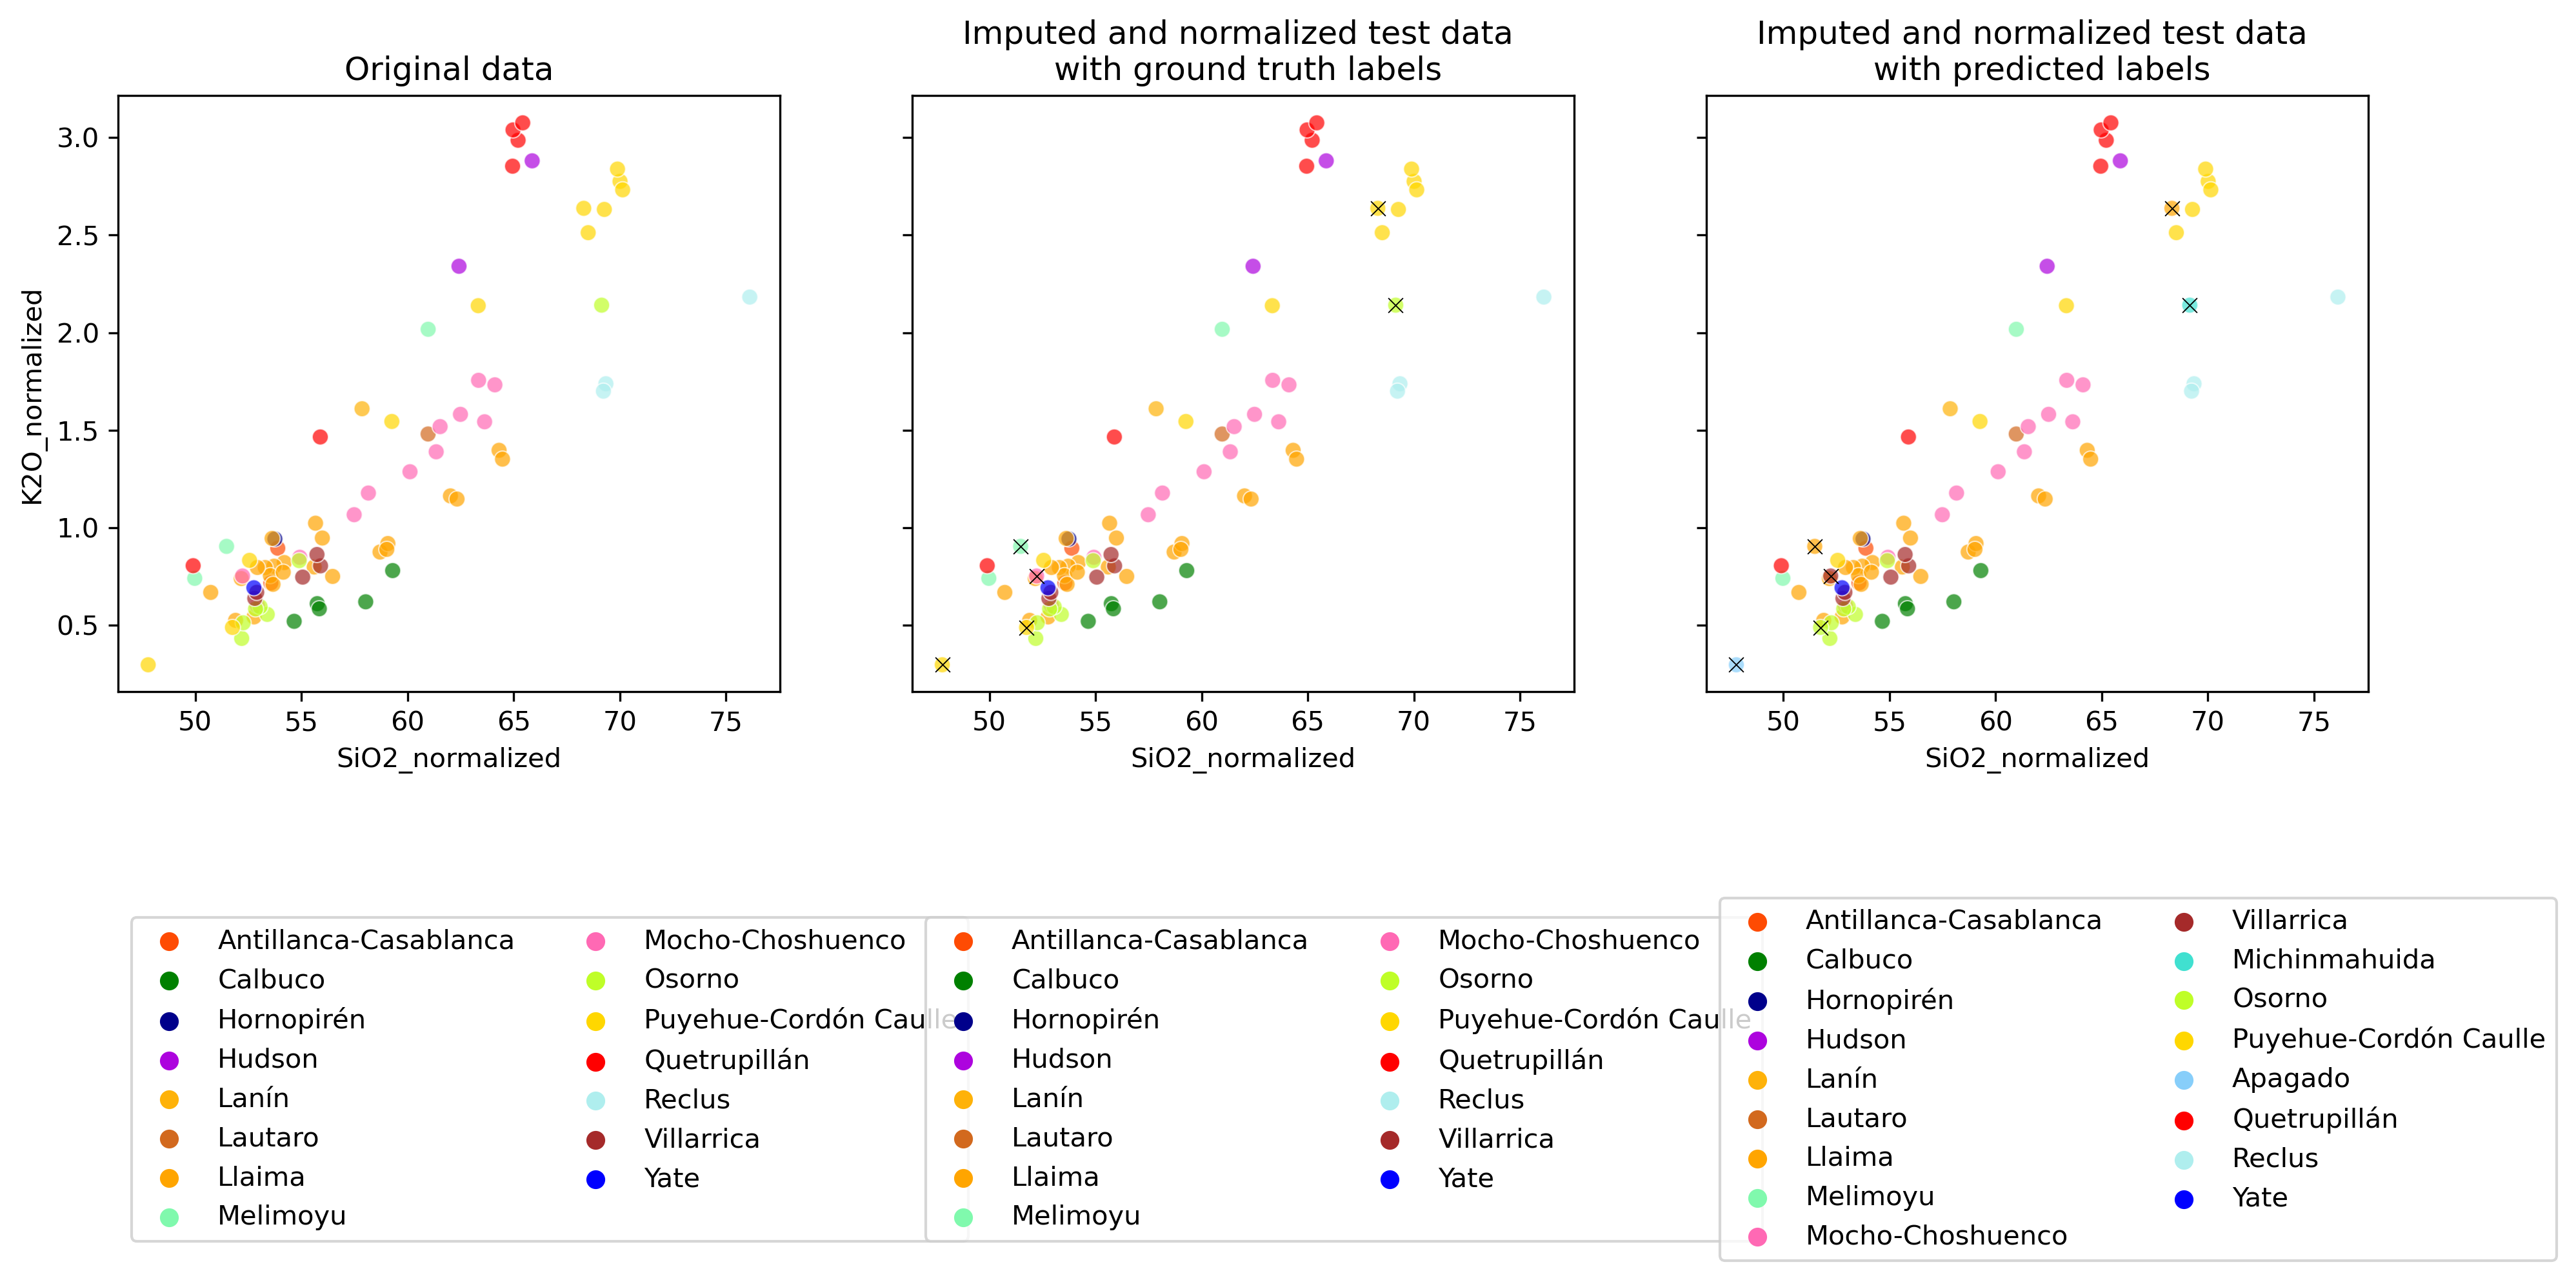 Original data
Imputed and normalized test data
with ground truth labels
Imputed and normalized test data
with predicted labels
K2O_normalized
3.0
2.5
2.0
1.5
1.0
0.5
50 55 60 65 70 75
SiO2_normalized
50 55 60 65 70 75
SiO2_normalized
50 55 60 65 70 75
SiO2_normalized
Antillanca-Casablanca
Calbuco
Hornopirén
Hudson
Lanín
Lautaro
Llaima
Melimoyu
Mocho-Choshuenco
Osorno
Puyehue-Cordón Caulle
Quetrupillán
Reclus
Villarrica
Yate
Antillanca-Casablanca
Calbuco
Hornopirén
Hudson
Lanín
Lautaro
Llaima
Melimoyu
Mocho-Choshuenco
Osorno
Puyehue-Cordón Caulle
Quetrupillán
Reclus
Villarrica
Yate
Antillanca-Casablanca
Calbuco
Hornopirén
Hudson
Lanín
Lautaro
Llaima
Melimoyu
Mocho-Choshuenco
Villarrica
Michinmahuida
Osorno
Puyehue-Cordón Caulle
Apagado
Quetrupillán
Reclus
Yate